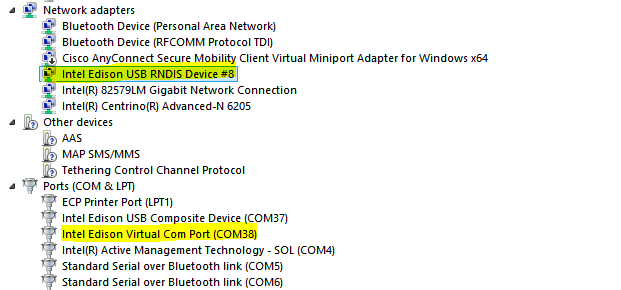 Network adapters
Bluetooth Device (Personal Area Network)
Bluetooth Device (RFCOMM Protocol TDI)
Cisco AnyConnect Secure Mobility Client Virtual Miniport Adapter for Windows x64
Intel Edison USB RNDIS Device #8
Intel(R) 82579LM Gigabit Network Connection
Intel(R) Centrino(R) Advanced-N 6205
Other devices
AAS
MAP SMS/MMS
Tethering Control Channel Protocol
Ports (COM & LPT)
ECP Printer Port (LPT1)
Intel Edison USB Composite Device (COM37)
Intel Edison Virtual Com Port (COM38)
Intel(R) Active Management Technology - SOL (COM4)
Standard Serial over Bluetooth link (COM5)
Standard Serial over Bluetooth link (COM6)